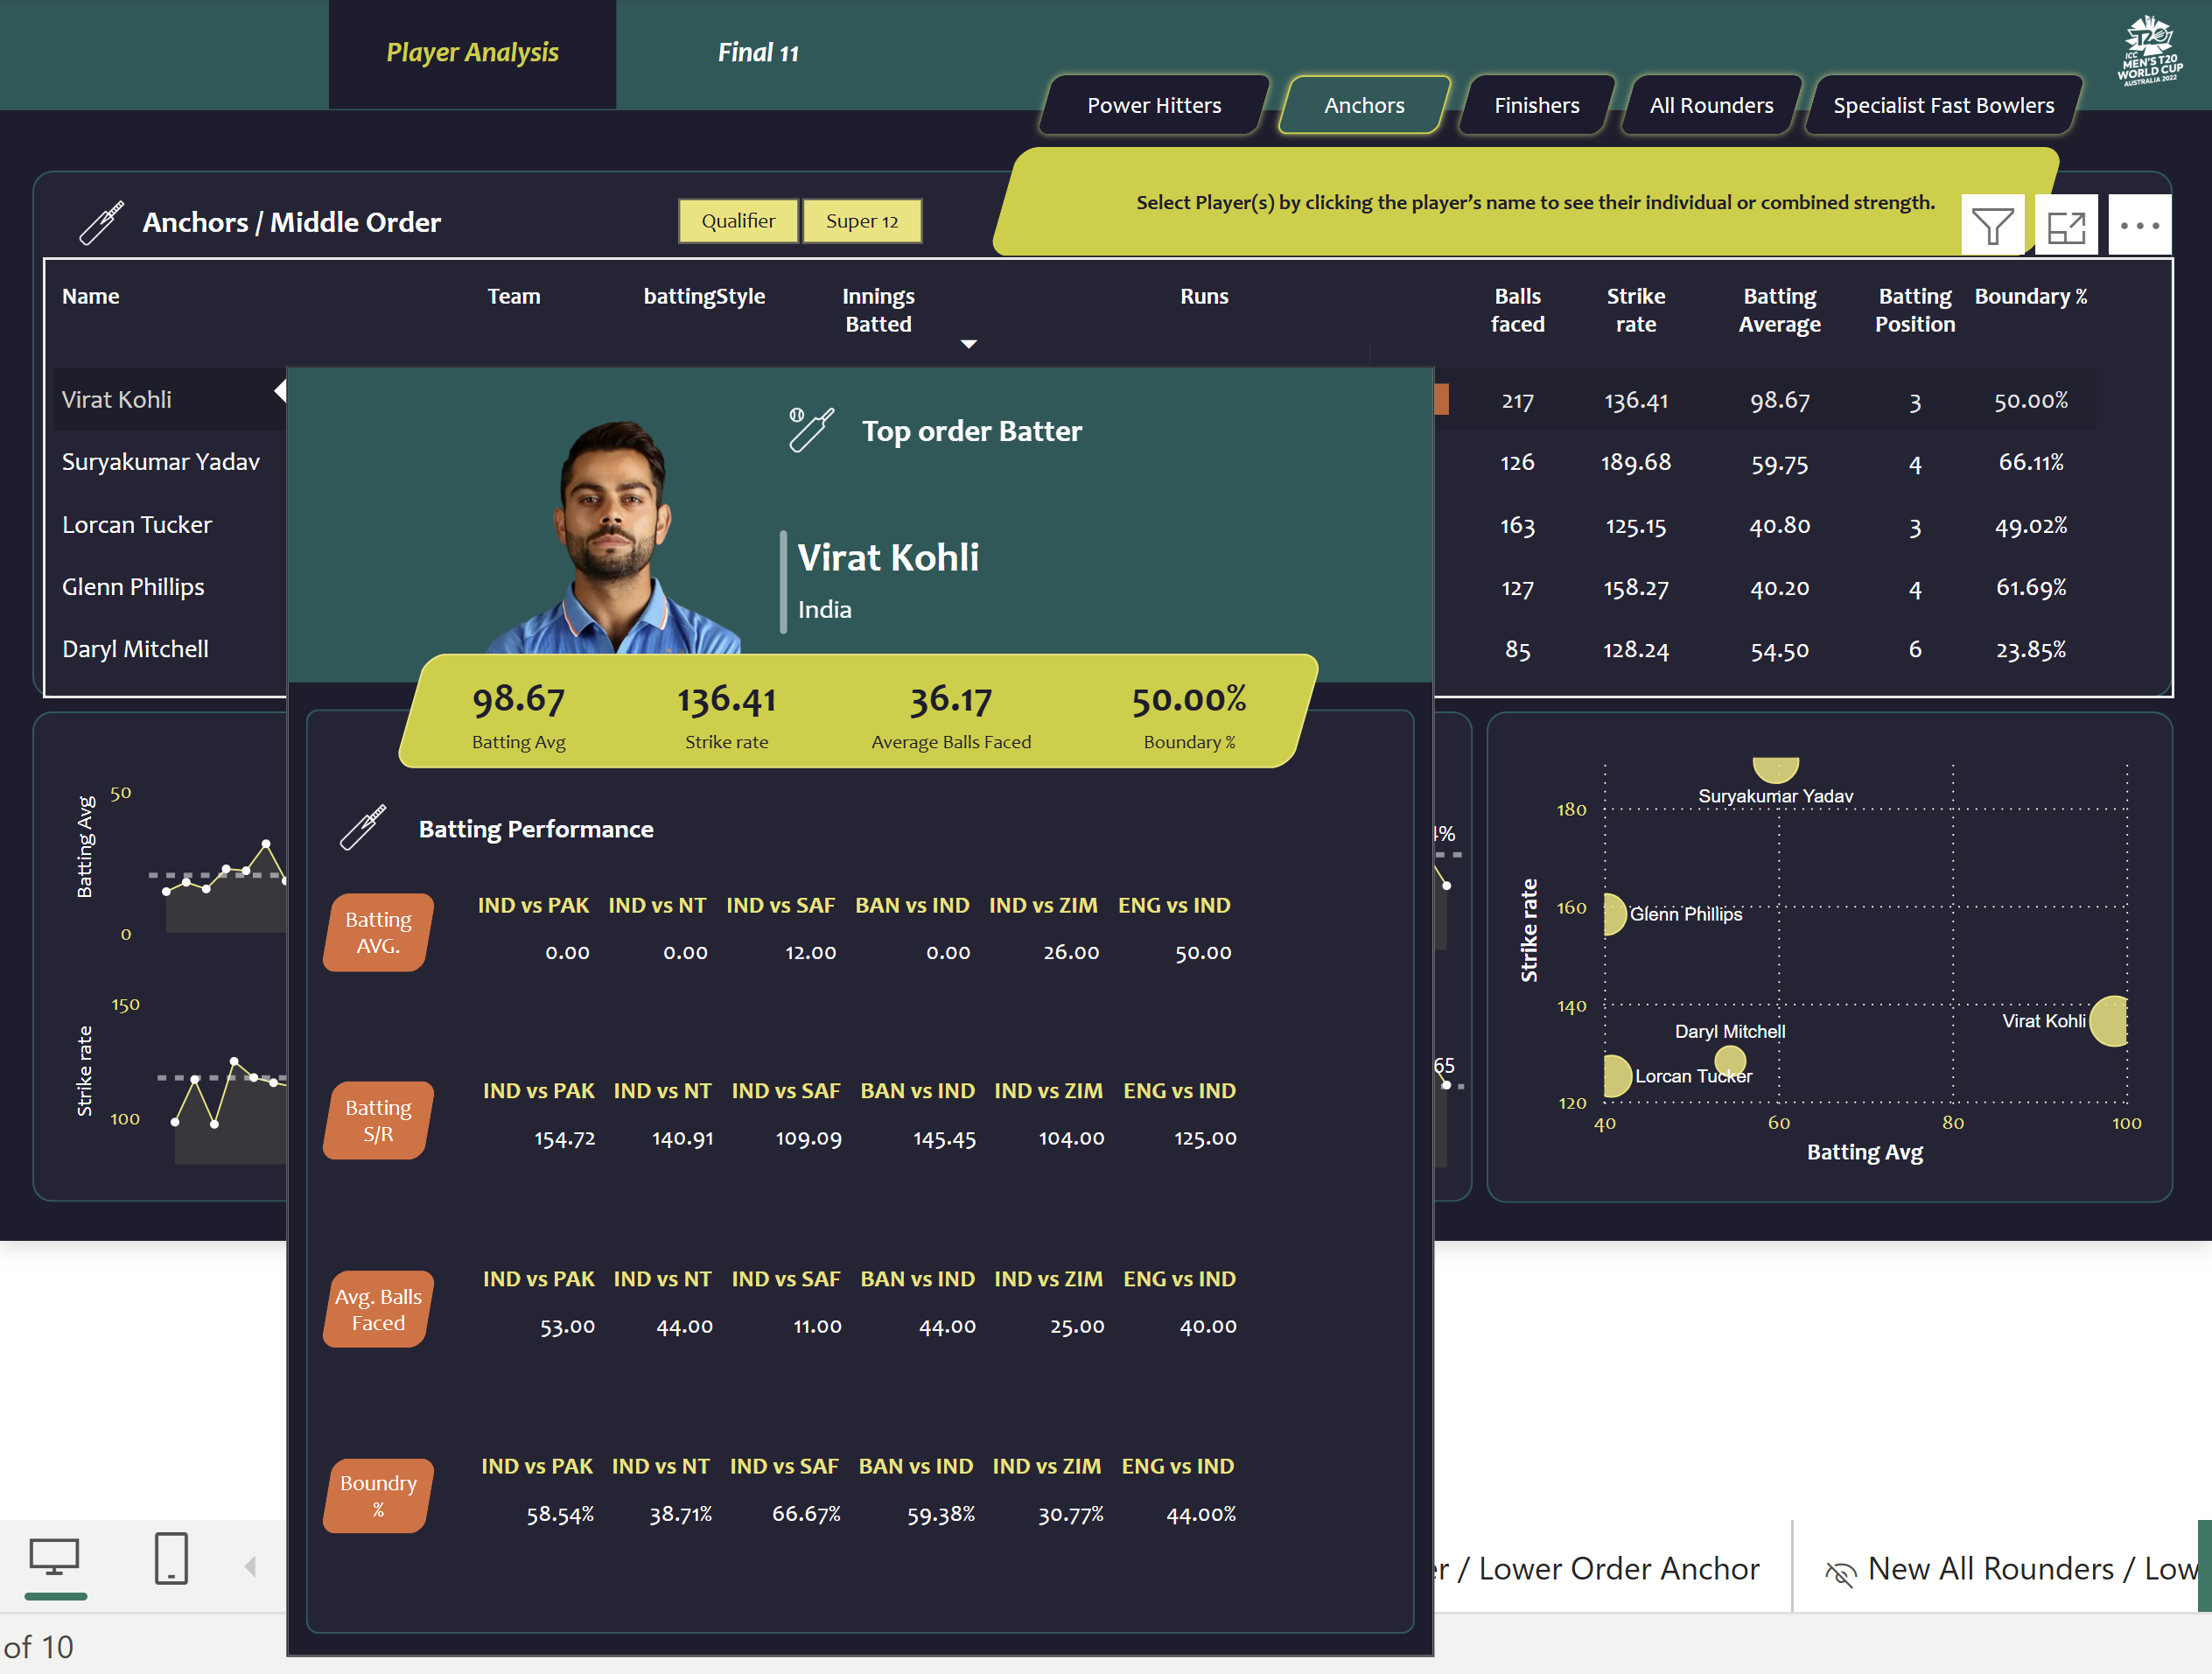 Player Analysis
Final 11
ICC
MEN'S T20
WORLD CUP
AUSTRALIA 2022
Power Hitters
Anchors
Finishers
All Rounders
Specialist Fast Bowlers
Anchors / Middle Order
Qualifier
Super 12
Select Player(s) by clicking the player's name to see their individual or combined strength.
Name Team battingStyle Innings Batted Runs Balls faced Strike rate Batting Average Batting Position Boundary %
Virat Kohli 217 136.41 98.67 3 50.00%
Suryakumar Yadav 126 189.68 59.75 4 66.11%
Lorcan Tucker 163 125.15 40.80 3 49.02%
Glenn Phillips 127 158.27 40.20 4 61.69%
Daryl Mitchell 85 128.24 54.50 6 23.85%
Top order Batter
Virat Kohli
India
98.67 136.41 36.17 50.00%
Batting Avg Strike rate Average Balls Faced Boundary %
Batting Performance
Batting AVG.
IND vs PAK IND vs NT IND vs SAF BAN vs IND IND vs ZIM ENG vs IND
0.00 0.00 12.00 0.00 26.00 50.00
Batting S/R
IND vs PAK IND vs NT IND vs SAF BAN vs IND IND vs ZIM ENG vs IND
154.72 140.91 109.09 145.45 104.00 125.00
Avg. Balls Faced
IND vs PAK IND vs NT IND vs SAF BAN vs IND IND vs ZIM ENG vs IND
53.00 44.00 11.00 44.00 25.00 40.00
Boundry %
IND vs PAK IND vs NT IND vs SAF BAN vs IND IND vs ZIM ENG vs IND
58.54% 38.71% 66.67% 59.38% 30.77% 44.00%
Batting Avg
50
0
Strike rate
150
100
4%
65
Strike rate
180
160
140
120
Suryakumar Yadav
Glenn Phillips
Virat Kohli
Daryl Mitchell
Lorcan Tucker
40 60 80 100
Batting Avg
er / Lower Order Anchor
New All Rounders / Low
of 10